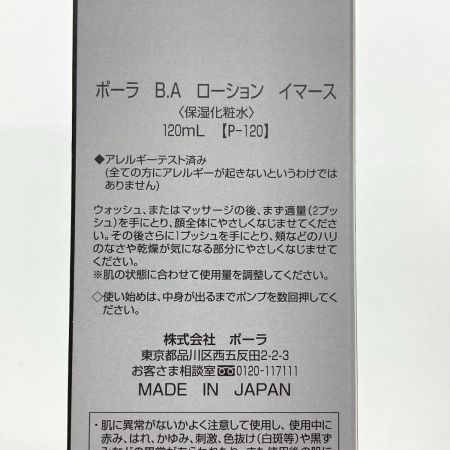 ポーラ B.A ローション イマース
〈保湿化粧水〉
120mL 【P-120】
◆アレルギーテスト済み
(全ての方にアレルギーが起きないというわけでは
ありません)
ウォッシュ、またはマッサージの後、まず適量(2プッ
シュ)を手にとり、顔全体にやさしくなじませてくださ
い。その後さらに1プッシュを手にとり、頬などのハリ
のなさや乾燥が気になる部分にやさしくなじませて
ください。
※肌の状態に合わせて使用量を調整してください。
◇使い始めは、中身が出るまでポンプを数回押してく
ださい。
株式会社 ポーラ
東京都品川区西五反田2-2-3
お客さま相談室 0120-117111
MADE IN JAPAN
・肌に異常がないかよく注意して使用し、使用中に
赤み、はれ、かゆみ、刺激、色抜け(白斑等)や黒ず